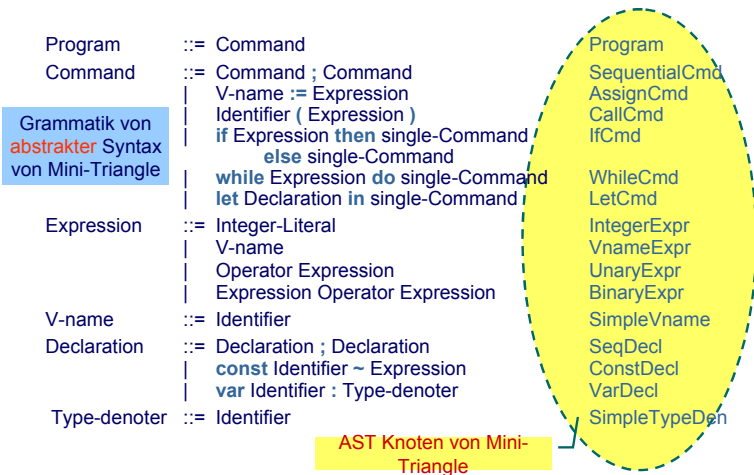 Program ::= Command Program
Command ::= Command ; Command SequentialCmd
| V-name := Expression AssignCmd
| Identifier ( Expression ) CallCmd
| if Expression then single-Command IfCmd
else single-Command
| while Expression do single-Command WhileCmd
| let Declaration in single-Command LetCmd
Grammatik von
abstrakter Syntax
von Mini-Triangle
Expression ::= Integer-Literal IntegerExpr
| V-name VnameExpr
| Operator Expression UnaryExpr
| Expression Operator Expression BinaryExpr
V-name ::= Identifier SimpleVname
Declaration ::= Declaration ; Declaration SeqDecl
| const Identifier ~ Expression ConstDecl
| var Identifier : Type-denoter VarDecl
Type-denoter ::= Identifier SimpleTypeDen
AST Knoten von Mini-
Triangle